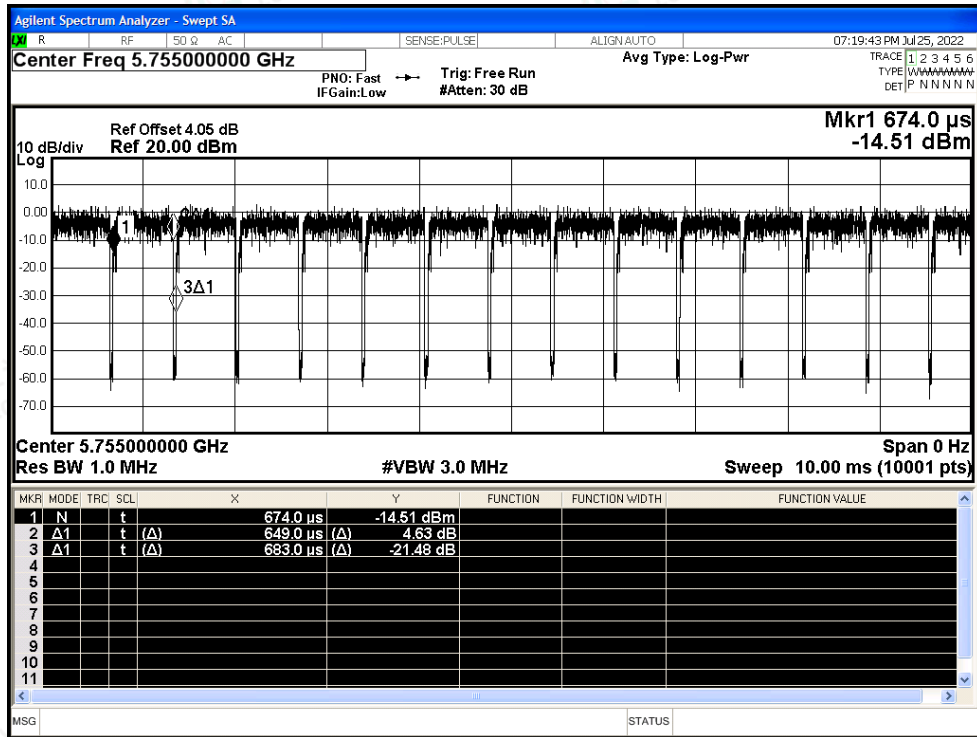 Agilent Spectrum Analyzer - Swept SA
LXI R RF 50 Ω AC SENSE:PULSE ALIGN AUTO 07:19:43 PM Jul 25, 2022
Center Freq 5.755000000 GHz
PNO: Fast
IFGain:Low
Trig: Free Run
#Atten: 30 dB
Avg Type: Log-Pwr
TRACE 1 2 3 4 5 6
TYPE W
DET P N N N N N
Mkr1 674.0 µs
-14.51 dBm
Ref Offset 4.05 dB
10 dB/div Ref 20.00 dBm
Log
10.0
0.00
-10.0
-20.0
-30.0
-40.0
-50.0
-60.0
-70.0
1
3Δ1
Center 5.755000000 GHz Span 0 Hz
Res BW 1.0 MHz #VBW 3.0 MHz Sweep 10.00 ms (10001 pts)
MKR MODE TRC SCL X Y FUNCTION FUNCTION WIDTH FUNCTION VALUE
1 N t 674.0 µs -14.51 dBm
2 Δ1 t (Δ) 649.0 µs (Δ) 4.63 dB
3 Δ1 t (Δ) 683.0 µs (Δ) -21.48 dB
4
5
6
7
8
9
10
11
MSG STATUS